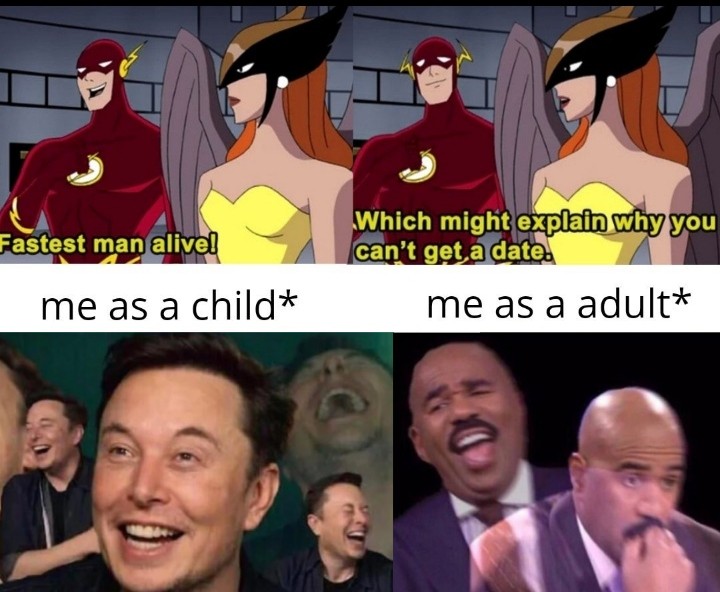 Fastest man alive!
Which might explain why you
can't get a date.
me as a child*
me as a adult*